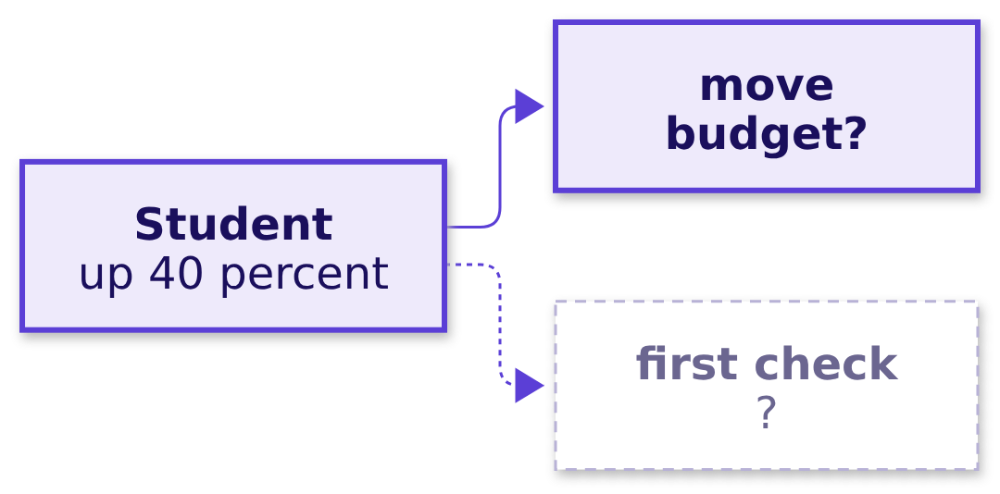 Student
up 40 percent
move
budget?
first check
?